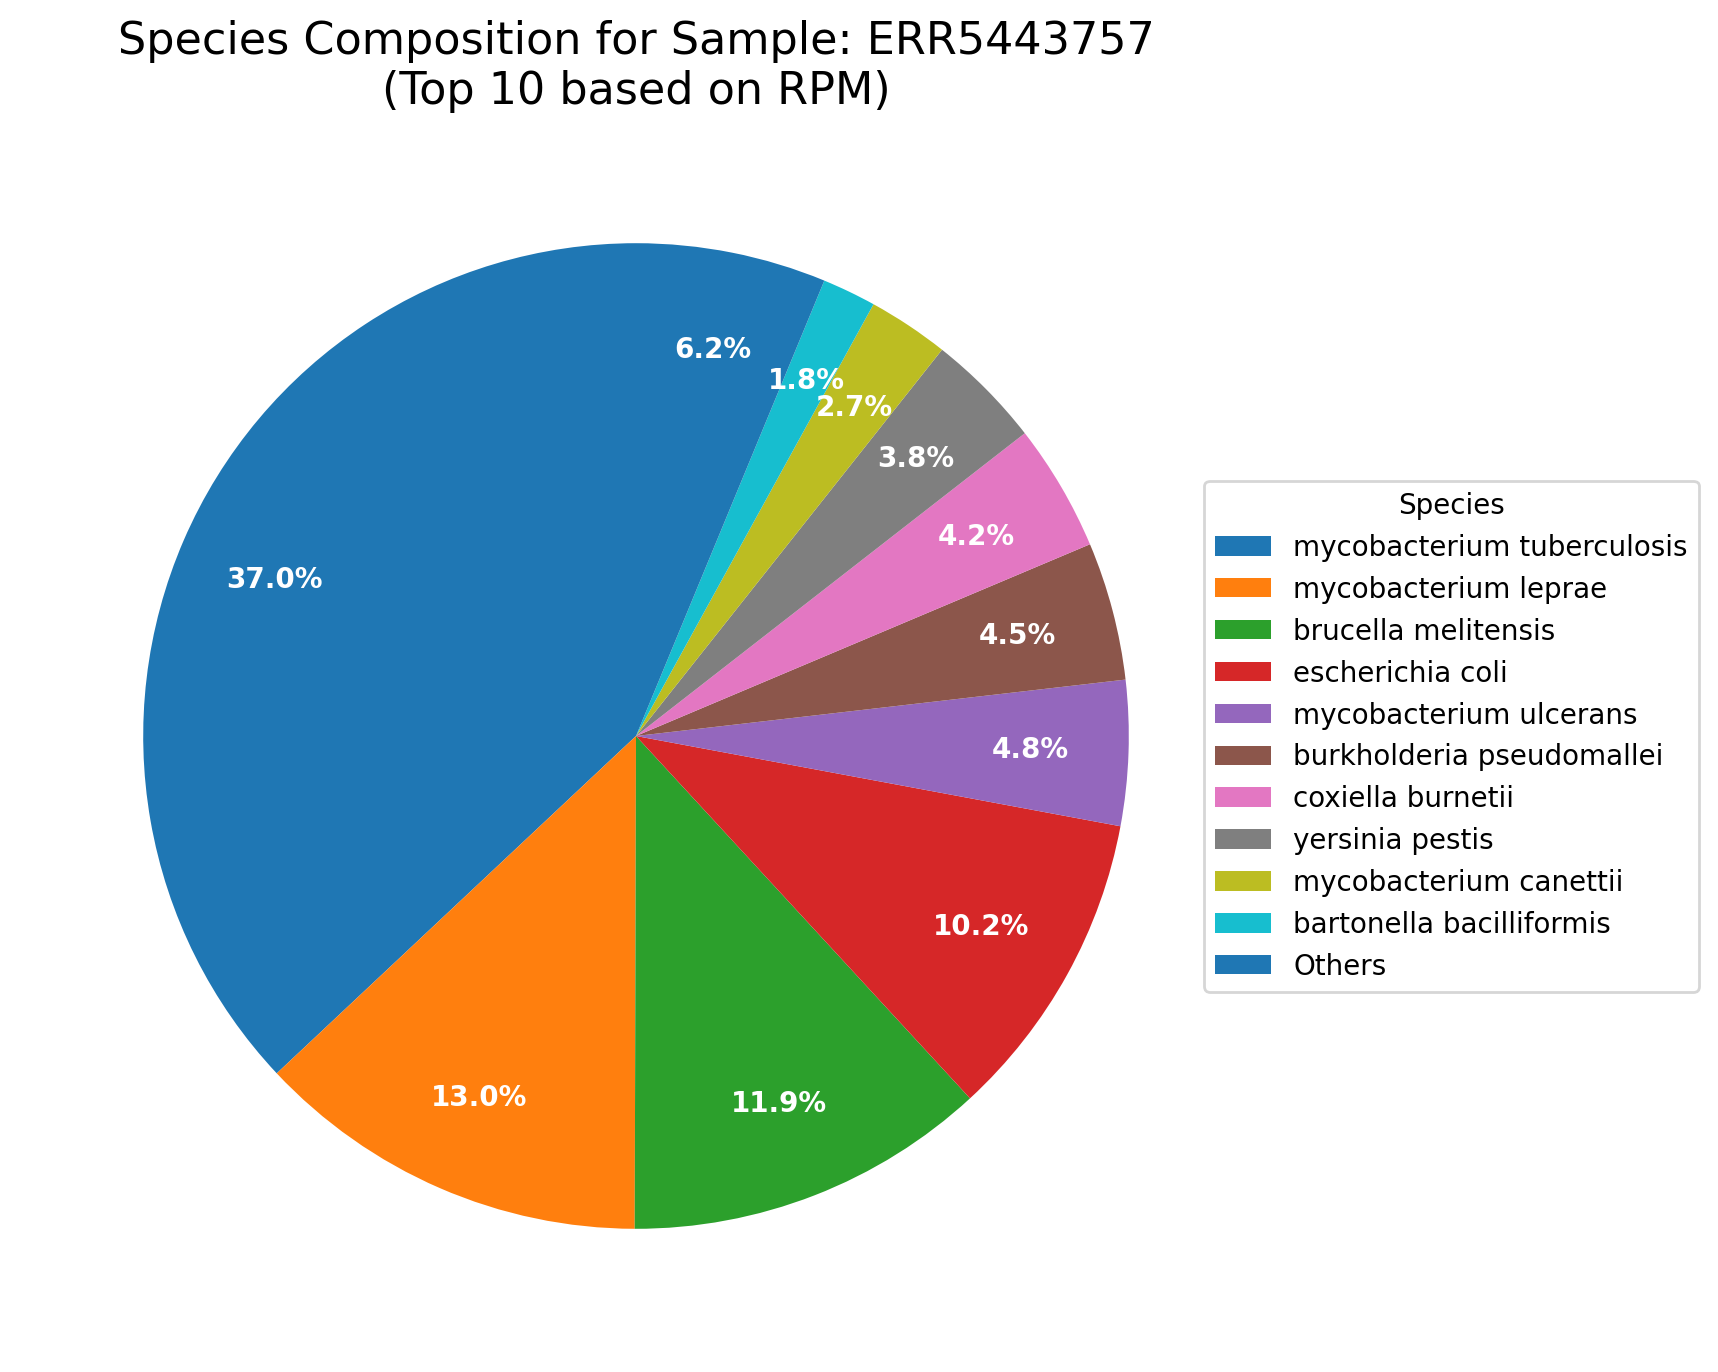 Species Composition for Sample: ERR5443757
(Top 10 based on RPM)
6.2%
1.8%
2.7%
3.8%
4.2%
37.0%
4.5%
4.8%
10.2%
13.0%
11.9%
Species
mycobacterium tuberculosis
mycobacterium leprae
brucella melitensis
escherichia coli
mycobacterium ulcerans
burkholderia pseudomallei
coxiella burnetii
yersinia pestis
mycobacterium canettii
bartonella bacilliformis
Others